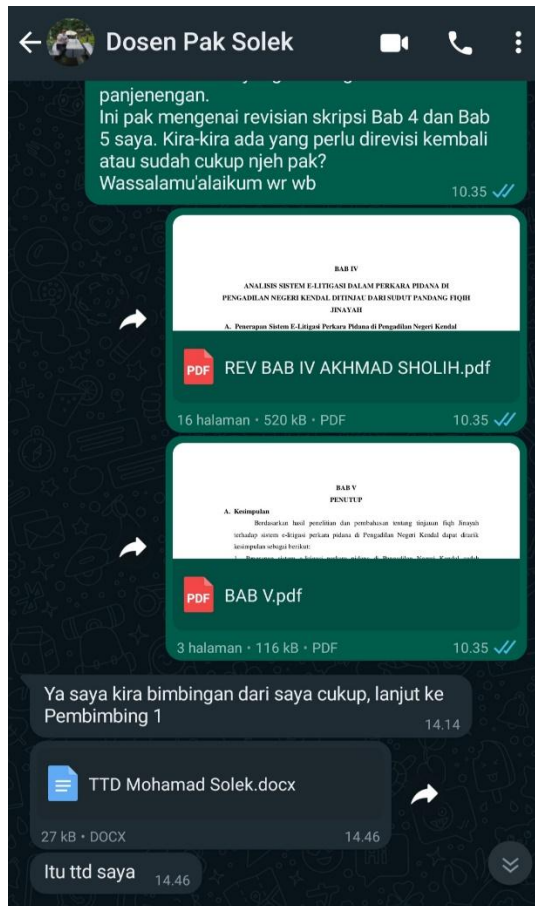 Dosen Pak Solek
panjenengan.
Ini pak mengenai revisian skripsi Bab 4 dan Bab
5 saya. Kira-kira ada yang perlu direvisi kembali
atau sudah cukup njeh pak?
Wassalamu'alaikum wr wb
10.35
BAB IV
ANALISIS SISTEM E-LITIGASI DALAM PERKARA PIDANA DI
PENGADILAN NEGERI KENDAL DITINJAU DARI SUDUT PANDANG FIQIH
JINAYAH
A. Penerapan Sistem E-Litigasi Perkara Pidana di Pengadilan Negeri Kendal
PDF REV BAB IV AKHMAD SHOLIH.pdf
16 halaman • 520 kB • PDF 10.35
BAB V
PENUTUP
A. Kesimpulan
Berdasarkan hasil penelitian dan pembahasan tentang tinjauan fiqh Jinayah
terhadap sistem e-litigasi perkara pidana di Pengadilan Negeri Kendal dapat ditarik
kesimpulan sebagai berikut:
PDF BAB V.pdf
3 halaman • 116 kB • PDF 10.35
Ya saya kira bimbingan dari saya cukup, lanjut ke
Pembimbing 1
14.14
TTD Mohamad Solek.docx
27 kB • DOCX 14.46
Itu ttd saya 14.46